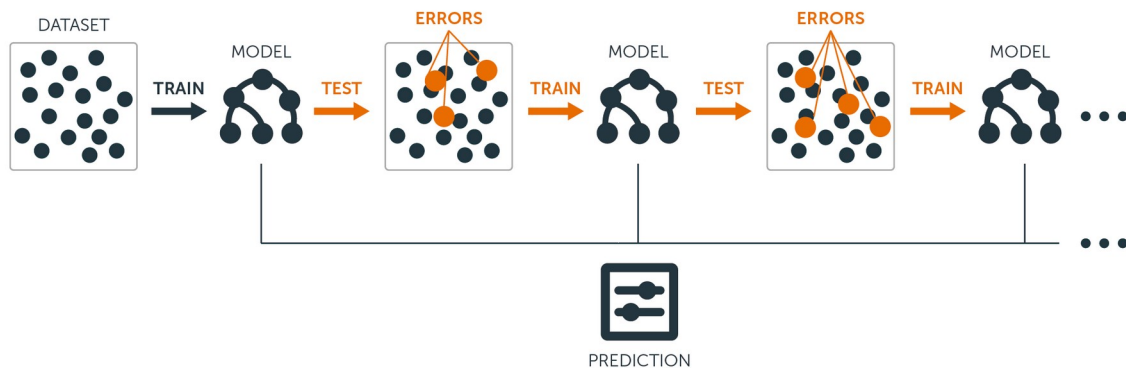 DATASET
MODEL
TRAIN
TEST
ERRORS
TRAIN
MODEL
TEST
ERRORS
TRAIN
MODEL
PREDICTION